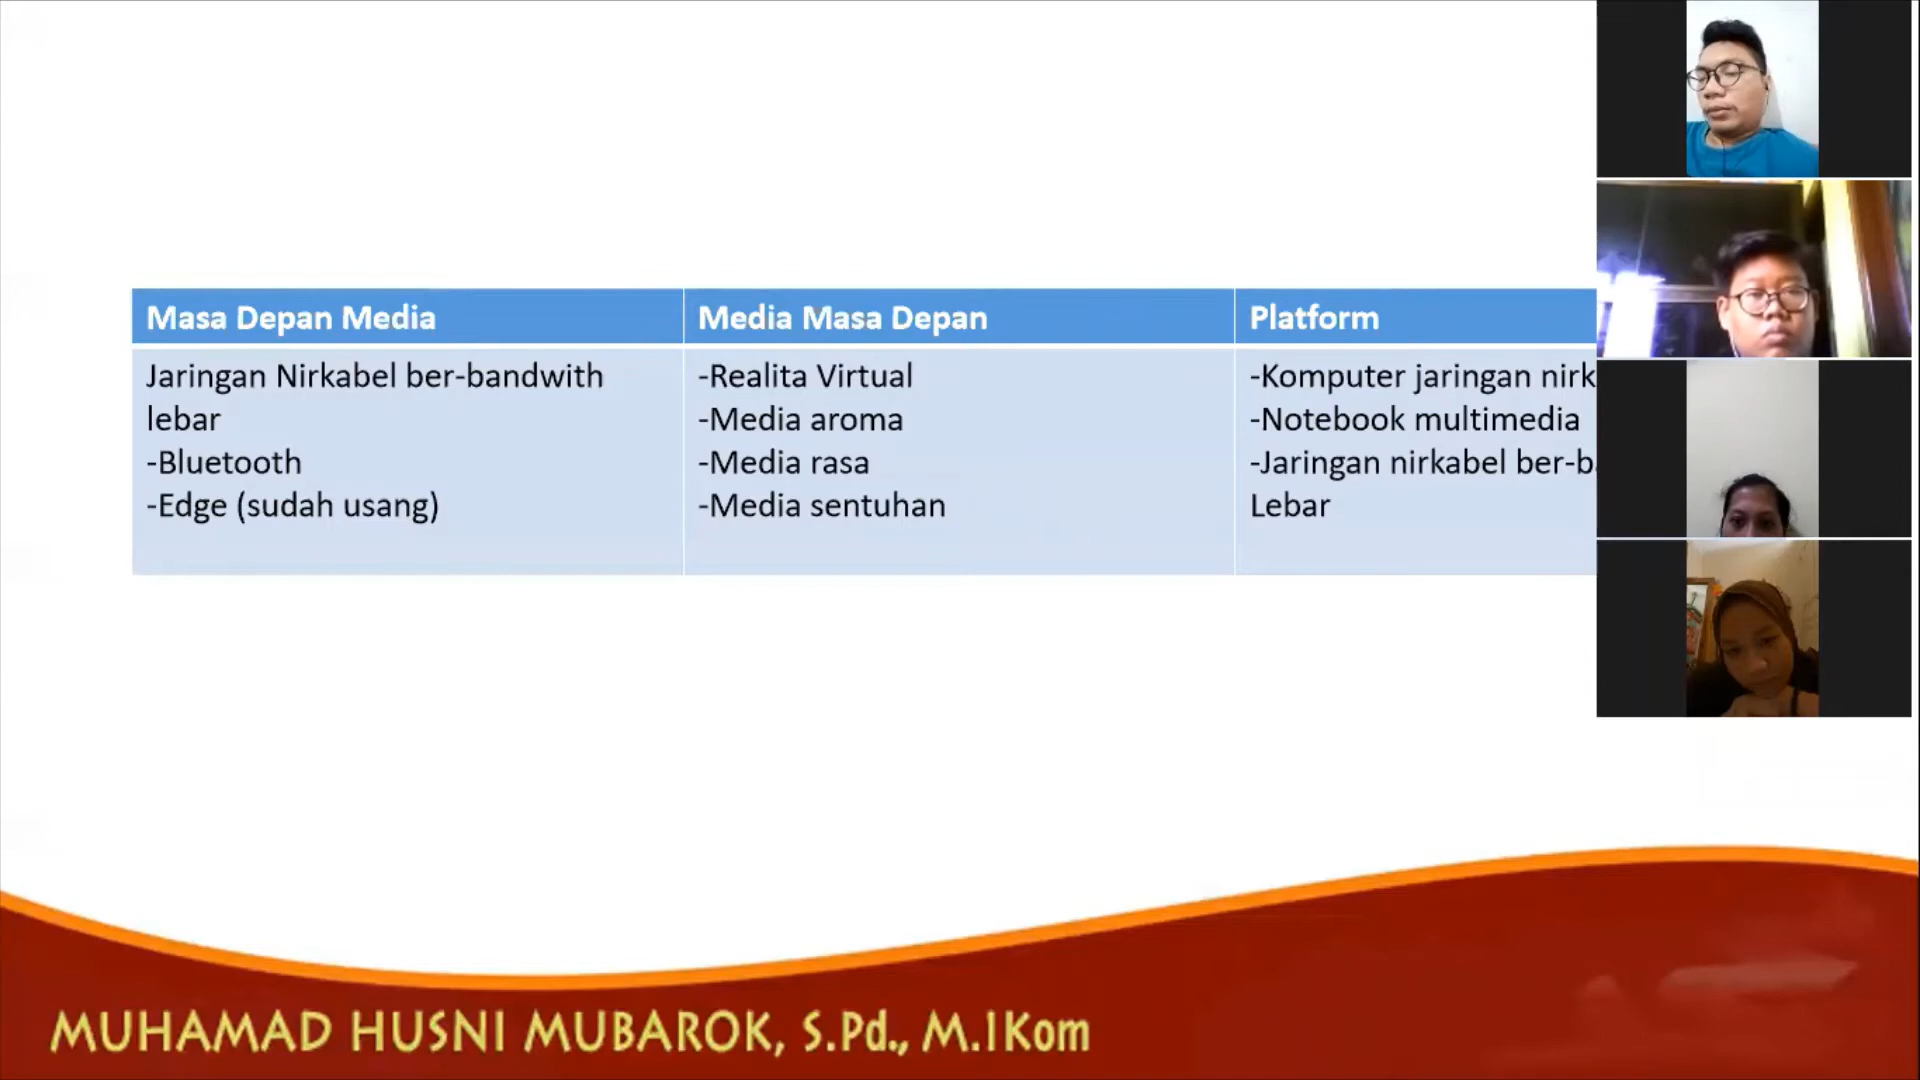 Masa Depan Media
Media Masa Depan
Platform
Jaringan Nirkabel ber-bandwith
lebar
-Bluetooth
-Edge (sudah usang)
-Realita Virtual
-Media aroma
-Media rasa
-Media sentuhan
-Komputer jaringan
-Notebook multimedia
-Jaringan nirkabel
Lebar
MUHAMAD HUSNI MUBAROK, S.Pd., M.IKom